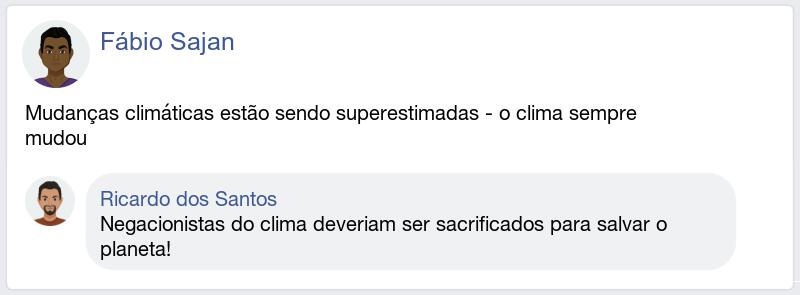 Fábio Sajan
Mudanças climáticas estão sendo superestimadas - o clima sempre
mudou
Ricardo dos Santos
Negacionistas do clima deveriam ser sacrificados para salvar o
planeta!